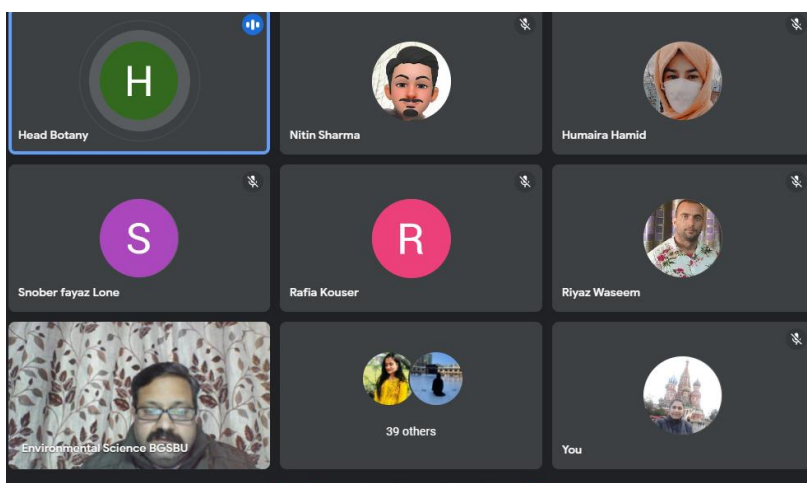 H
Head Botany
Nitin Sharma
Humaira Hamid
S
Snober fayaz Lone
R
Rafia Kouser
Riyaz Waseem
Environmental Science BGSBU
39 others
You